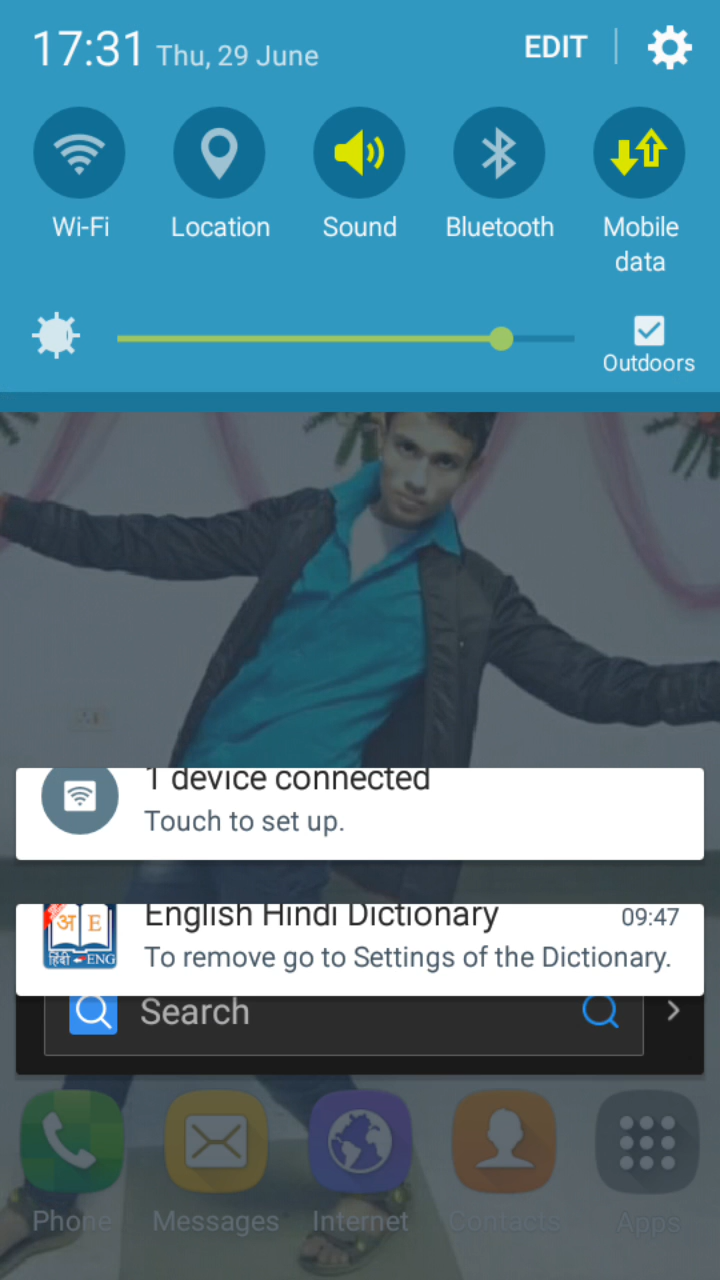 17:31 Thu, 29 June EDIT
Wi-Fi Location Sound Bluetooth Mobile data
Outdoors
1 device connected
Touch to set up.
अ E
हिंदी ENG
English Hindi Dictionary 09:47
To remove go to Settings of the Dictionary.
Search
Phone Messages Internet Contacts Apps